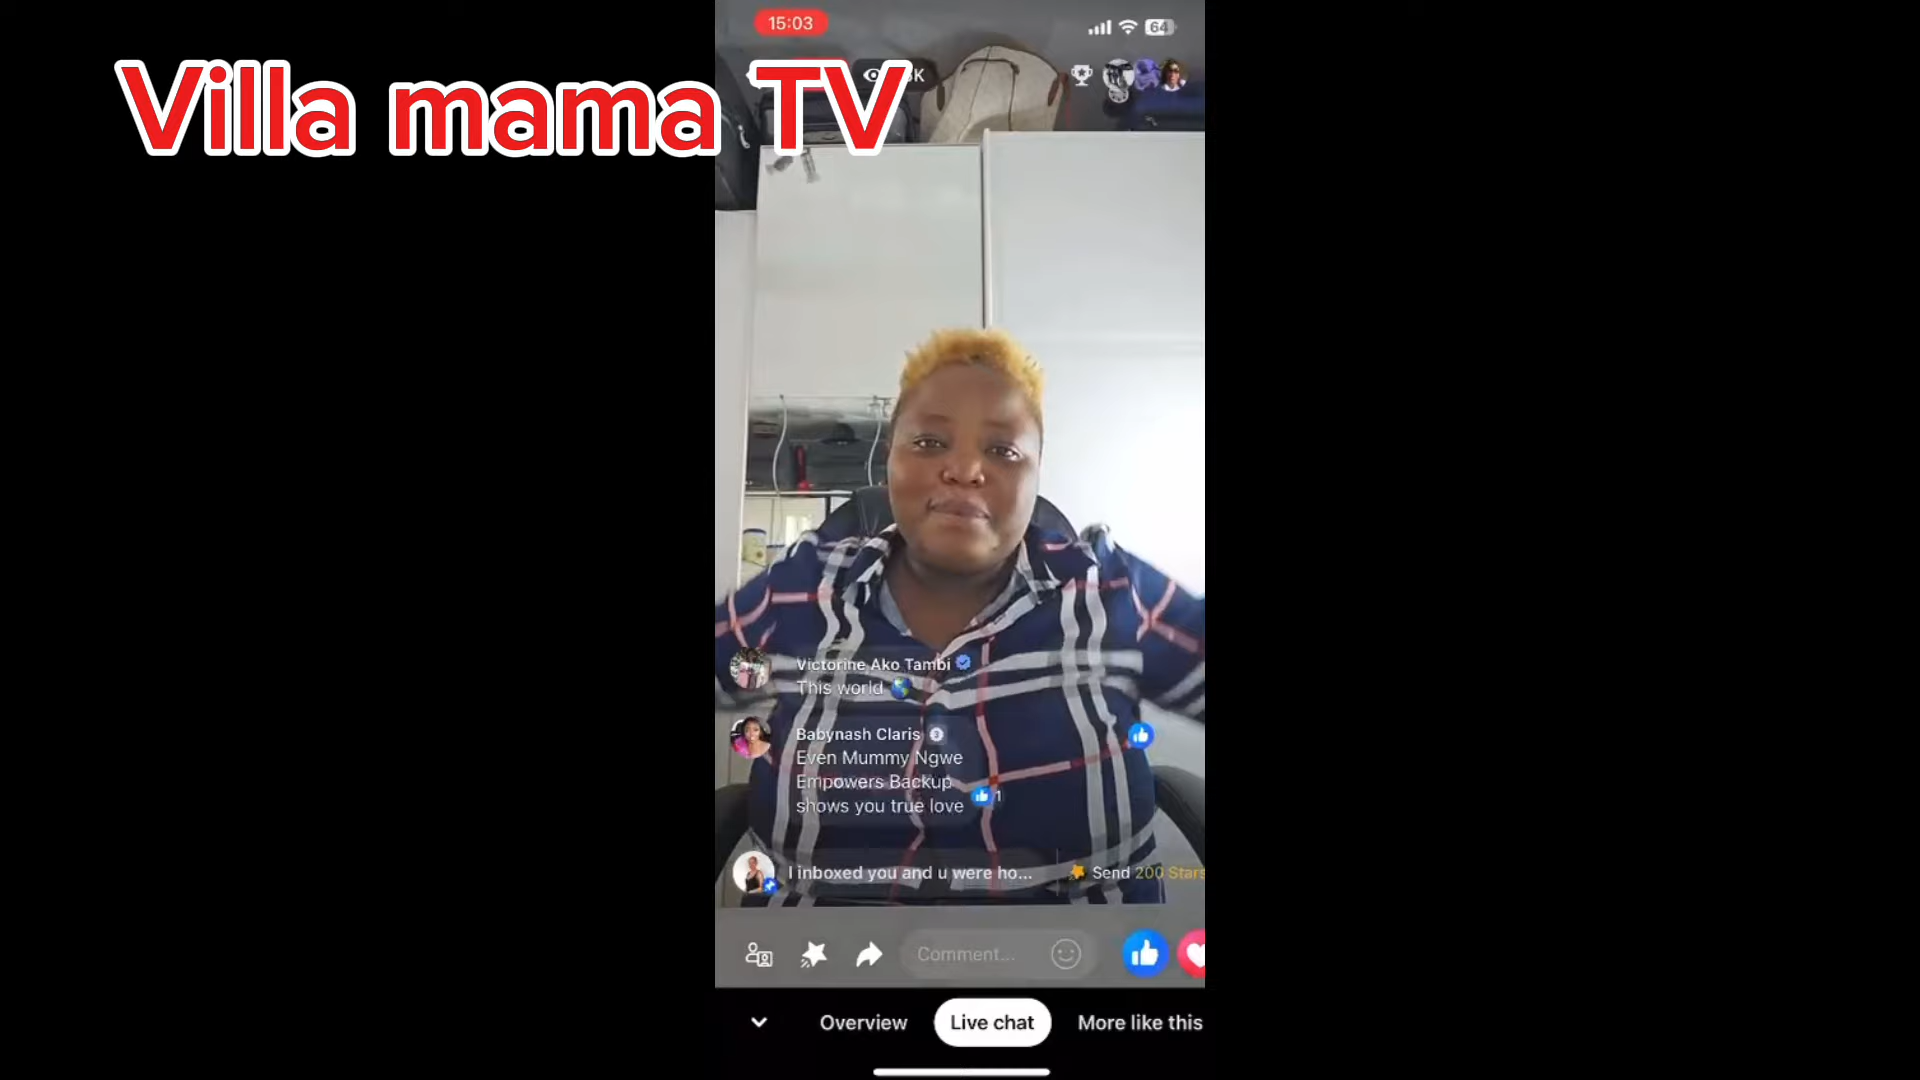 15:03
64
Villa mama TV
K
Victorine Ako Tambi
This world
Babynash Claris
Even Mummy Ngwe
Empowers Backup
shows you true love
1
I inboxed you and u were ho...
Send 200 Stars
Comment...
Overview
Live chat
More like this